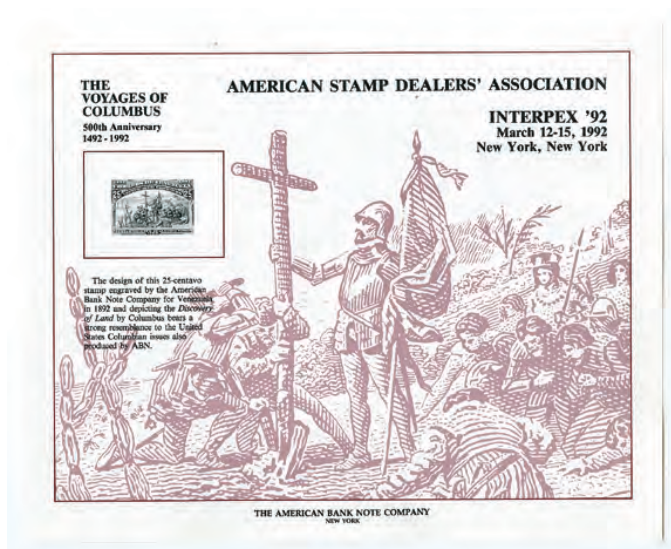 THE
VOYAGES OF
COLUMBUS
500th Anniversary
1492 - 1992
AMERICAN STAMP DEALERS' ASSOCIATION
INTERPEX '92
March 12-15, 1992
New York, New York
25
The design of this 25-centavo
stamp engraved by the American
Bank Note Company for Venezuela
in 1892 and depicting the Discovery
of Land by Columbus bears a
strong resemblance to the United
States Columbian issues also
produced by ABN.
THE AMERICAN BANK NOTE COMPANY
NEW YORK